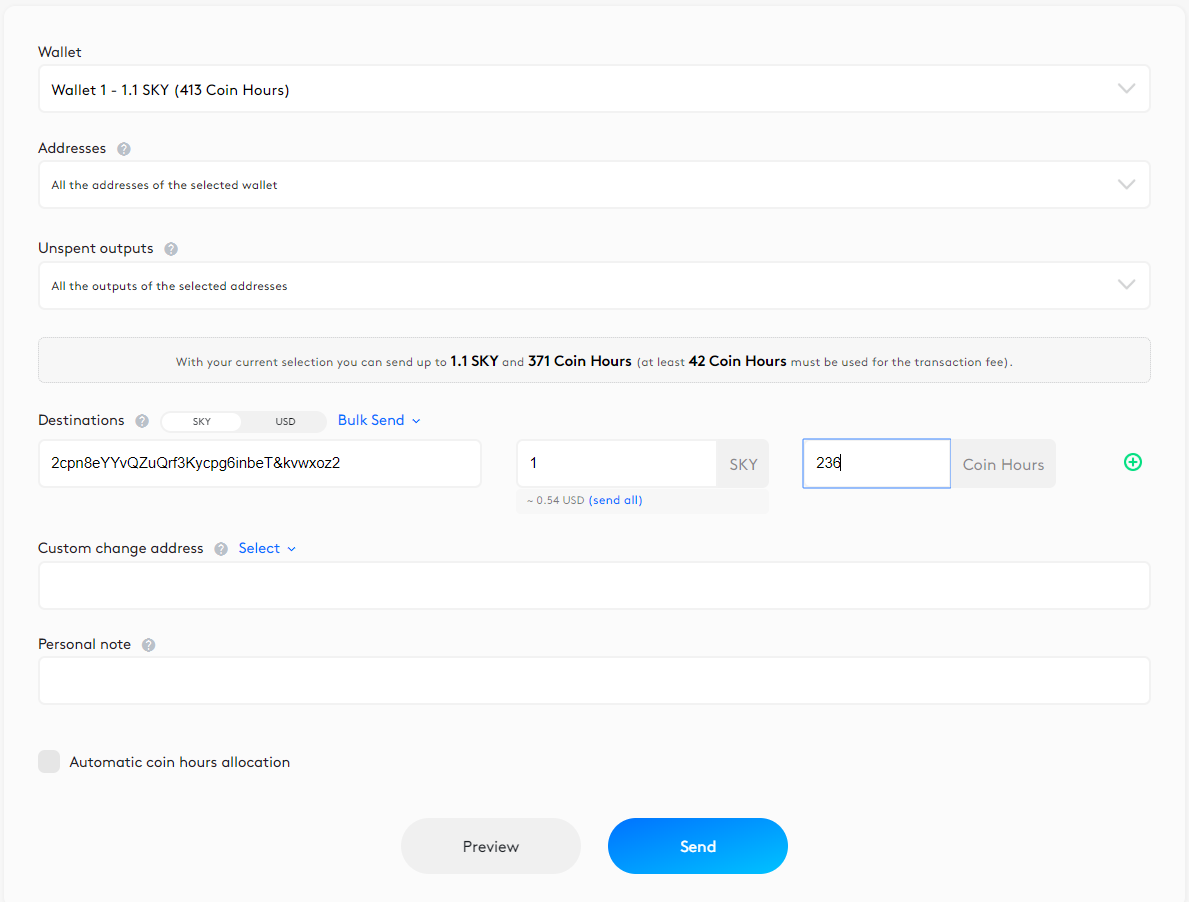 Wallet
Wallet 1 - 1.1 SKY (413 Coin Hours)
Addresses ?
All the addresses of the selected wallet
Unspent outputs ?
All the outputs of the selected addresses
With your current selection you can send up to 1.1 SKY and 371 Coin Hours (at least 42 Coin Hours must be used for the transaction fee).
Destinations ? SKY USD Bulk Send
2cpn8eYYvQZuQrf3Kycpg6inbeT&kvwxoz2 1 SKY 236 Coin Hours
~ 0.54 USD (send all)
Custom change address ? Select
Personal note ?
Automatic coin hours allocation
Preview Send